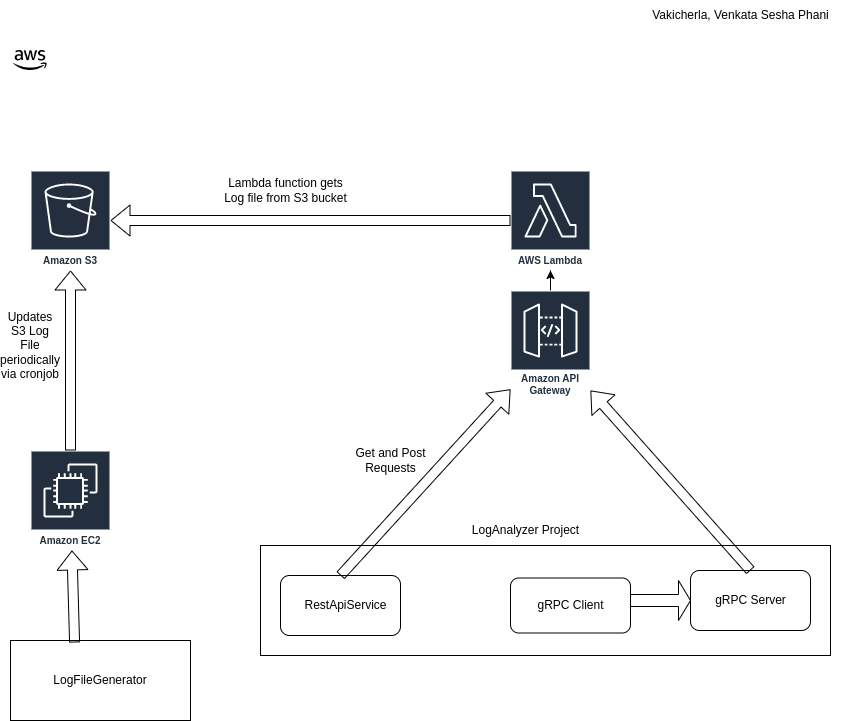 Vakicherla, Venkata Sesha Phani
aws
Lambda function gets
Log file from S3 bucket
Amazon S3
AWS Lambda
Updates
S3 Log
File
periodically
via cronjob
</>
Amazon API
Gateway
Get and Post
Requests
Amazon EC2
LogAnalyzer Project
RestApiService
gRPC Client
gRPC Server
LogFileGenerator